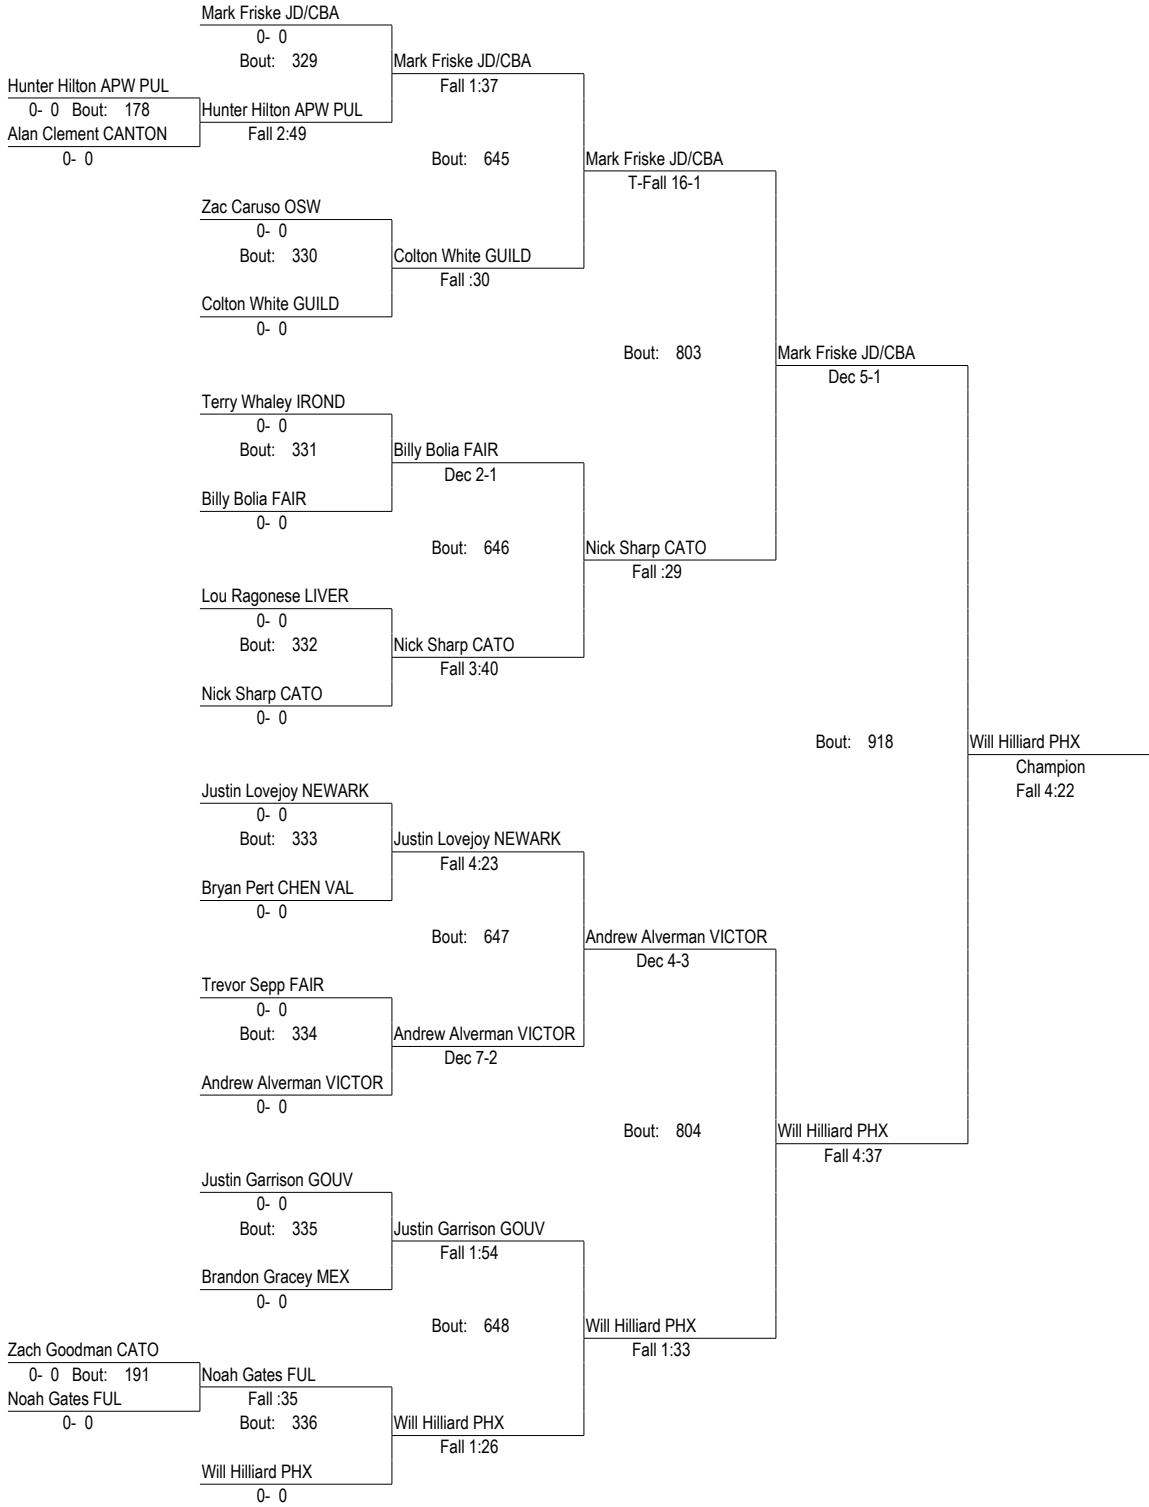 Mark Friske JD/CBA
0- 0
Bout: 329
Mark Friske JD/CBA
Fall 1:37
Hunter Hilton APW PUL
0- 0 Bout: 178
Hunter Hilton APW PUL
Fall 2:49
Alan Clement CANTON
0- 0
Bout: 645
Mark Friske JD/CBA
T-Fall 16-1
Zac Caruso OSW
0- 0
Bout: 330
Colton White GUILD
Fall :30
Colton White GUILD
0- 0
Bout: 803
Mark Friske JD/CBA
Dec 5-1
Terry Whaley IROND
0- 0
Bout: 331
Billy Bolia FAIR
Dec 2-1
Billy Bolia FAIR
0- 0
Bout: 646
Nick Sharp CATO
Fall :29
Lou Ragonese LIVER
0- 0
Bout: 332
Nick Sharp CATO
Fall 3:40
Nick Sharp CATO
0- 0
Bout: 918
Will Hilliard PHX
Champion
Fall 4:22
Justin Lovejoy NEWARK
0- 0
Bout: 333
Justin Lovejoy NEWARK
Fall 4:23
Bryan Pert CHEN VAL
0- 0
Bout: 647
Andrew Alverman VICTOR
Dec 4-3
Trevor Sepp FAIR
0- 0
Bout: 334
Andrew Alverman VICTOR
Dec 7-2
Andrew Alverman VICTOR
0- 0
Bout: 804
Will Hilliard PHX
Fall 4:37
Justin Garrison GOUV
0- 0
Bout: 335
Justin Garrison GOUV
Fall 1:54
Brandon Gracey MEX
0- 0
Bout: 648
Will Hilliard PHX
Fall 1:33
Zach Goodman CATO
0- 0 Bout: 191
Noah Gates FUL
Fall :35
Noah Gates FUL
0- 0
Bout: 336
Will Hilliard PHX
Fall 1:26
Will Hilliard PHX
0- 0